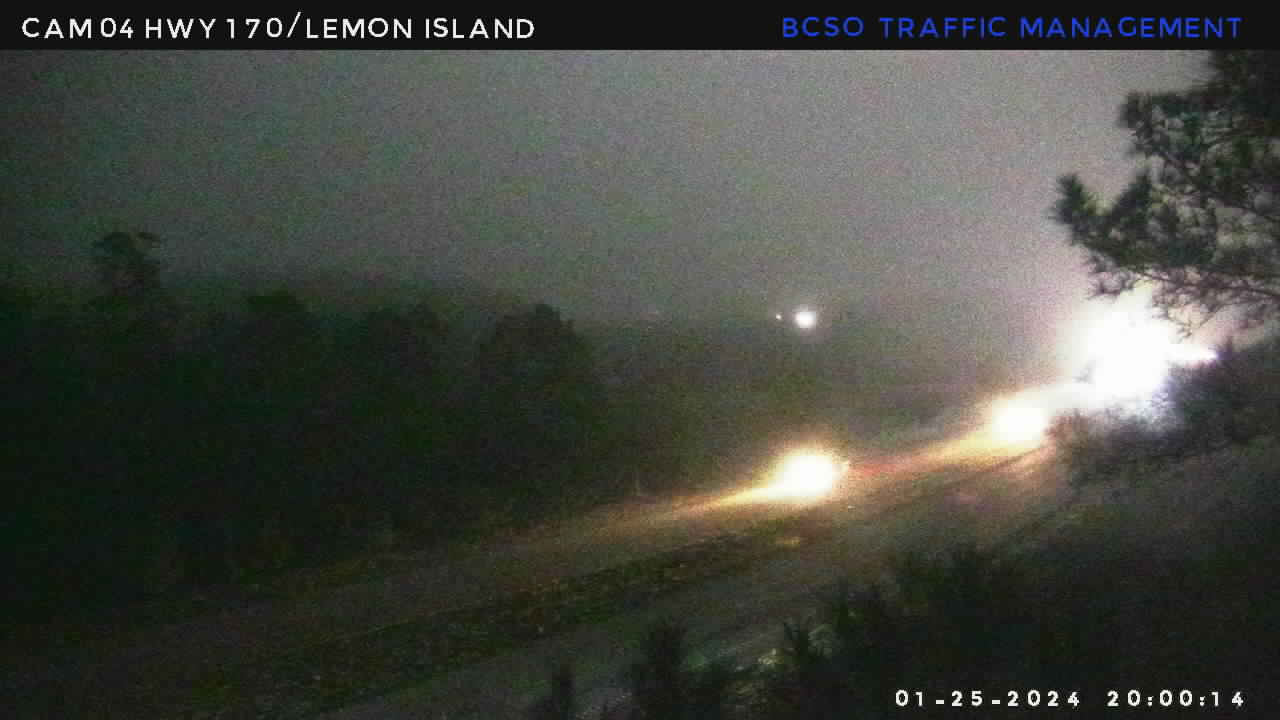 CAM04 HWY 170/LEMON ISLAND
BCSO TRAFFIC MANAGEMENT
01-25-2024 20:00:14